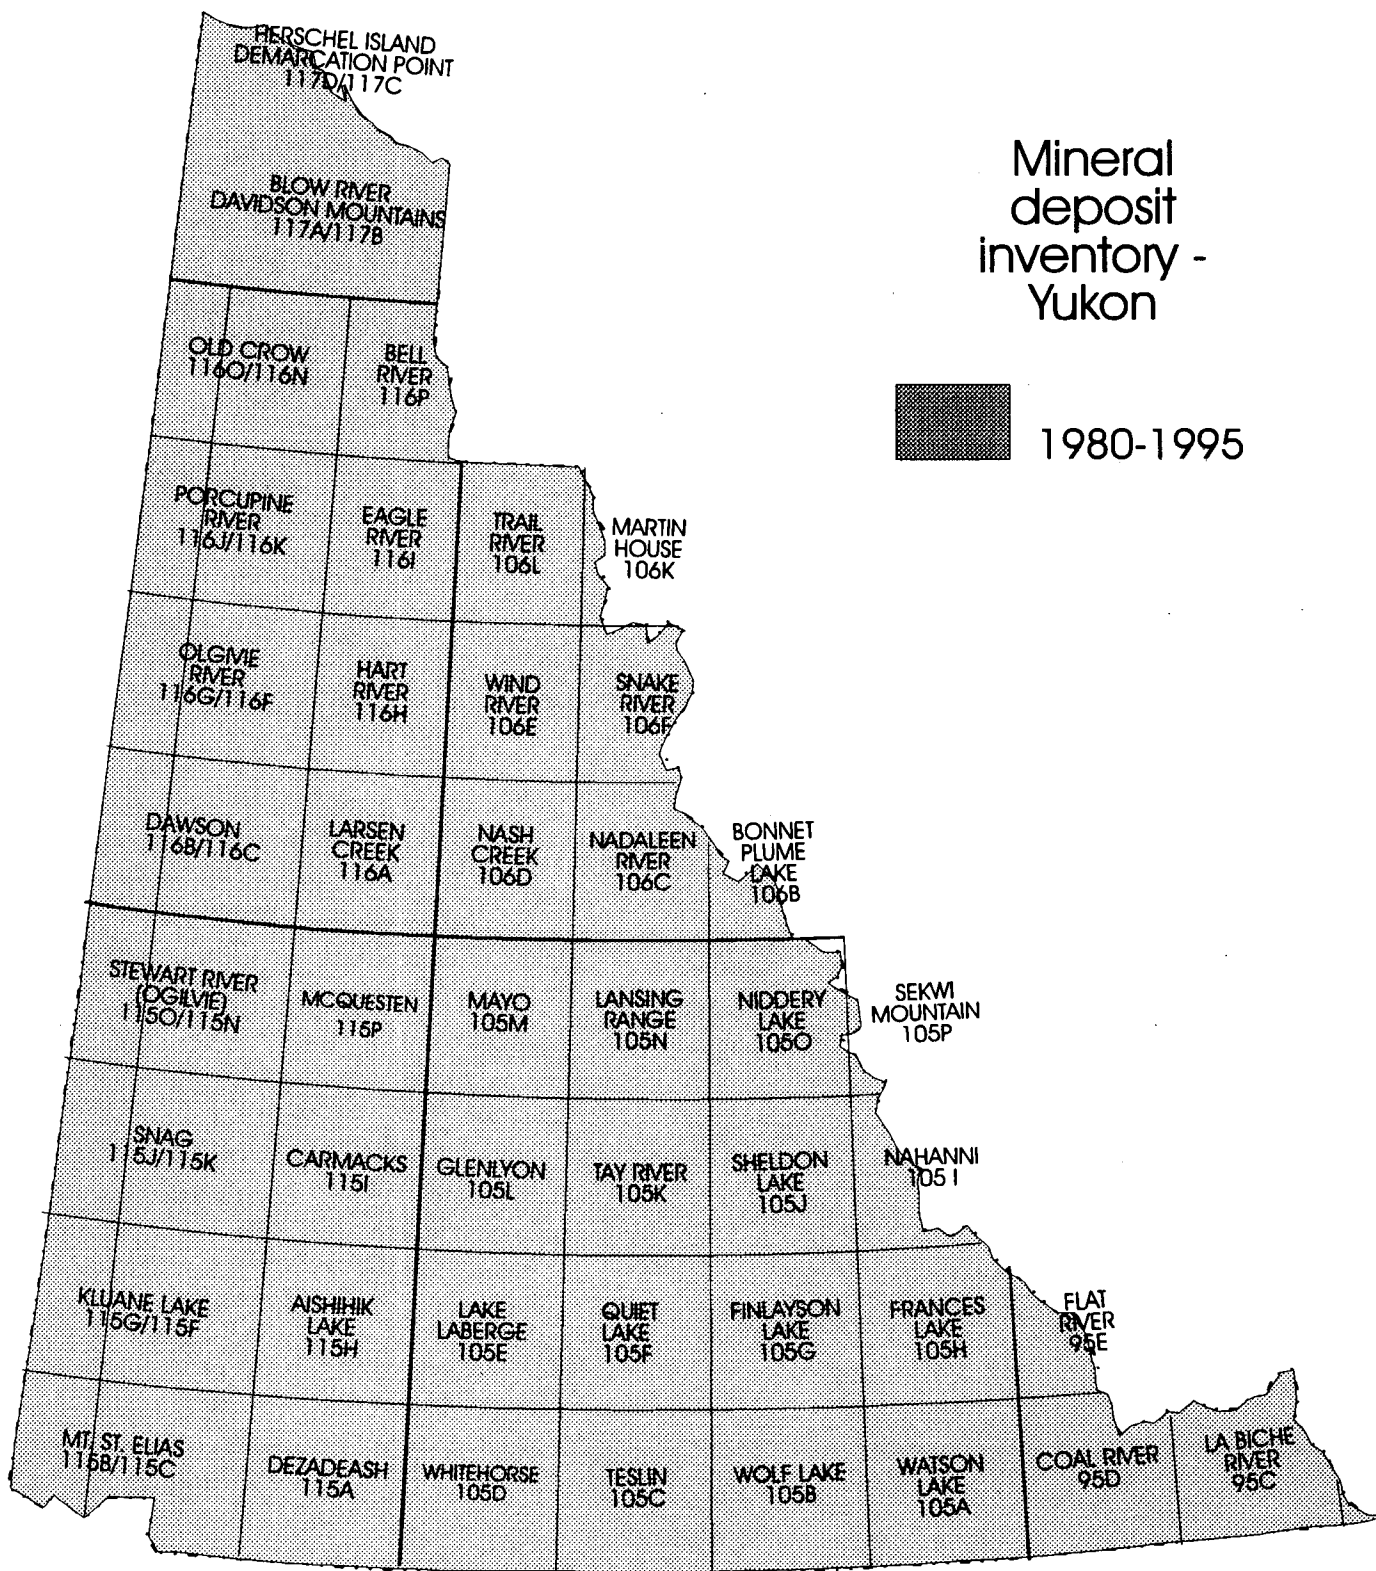 HERSCHEL ISLAND
DEMARCATION POINT
117D/117C
Mineral
deposit
inventory -
Yukon
1980-1995
BLOW RIVER
DAVIDSON MOUNTAINS
117A/117B
OLD CROW
116O/116N
BELL
RIVER
116P
PORCUPINE
RIVER
116J/116K
EAGLE
RIVER
116I
TRAIL
RIVER
106L
MARTIN
HOUSE
106K
OLGIVIE
RIVER
116G/116F
HART
RIVER
116H
WIND
RIVER
106E
SNAKE
RIVER
106F
DAWSON
116B/116C
LARSEN
CREEK
116A
NASH
CREEK
106D
NADALEEN
RIVER
106C
BONNET
PLUME
LAKE
106B
STEWART RIVER
(OGILVIE)
115O/115N
MCQUESTEN
115P
MAYO
105M
LANSING
RANGE
105N
NIDDERY
LAKE
105O
SEKWI
MOUNTAIN
105P
SNAG
115J/115K
CARMACKS
115I
GLENLYON
105L
TAY RIVER
105K
SHELDON
LAKE
105J
NAHANNI
105 I
KLUANE LAKE
115G/115F
AISHIHIK
LAKE
115H
LAKE
LABERGE
105E
QUIET
LAKE
105F
FINLAYSON
LAKE
105G
FRANCES
LAKE
105H
FLAT
RIVER
95E
MT. ST. ELIAS
115B/115C
DEZADEASH
115A
WHITEHORSE
105D
TESLIN
105C
WOLF LAKE
105B
WATSON
LAKE
105A
COAL RIVER
95D
LA BICHE
RIVER
95C